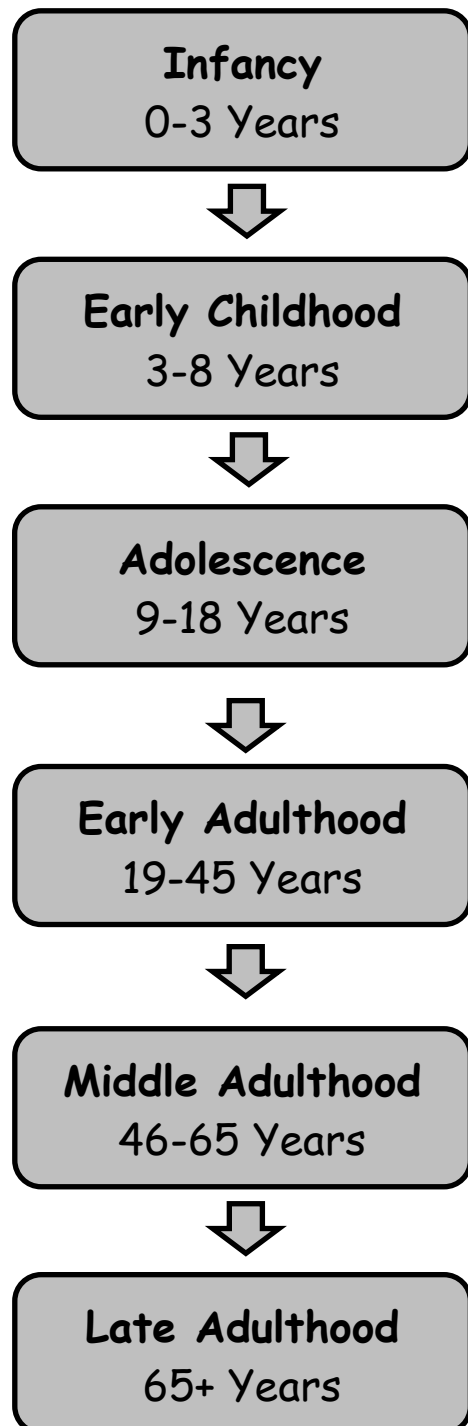 Infancy
0-3 Years
Early Childhood
3-8 Years
Adolescence
9-18 Years
Early Adulthood
19-45 Years
Middle Adulthood
46-65 Years
Late Adulthood
65+ Years